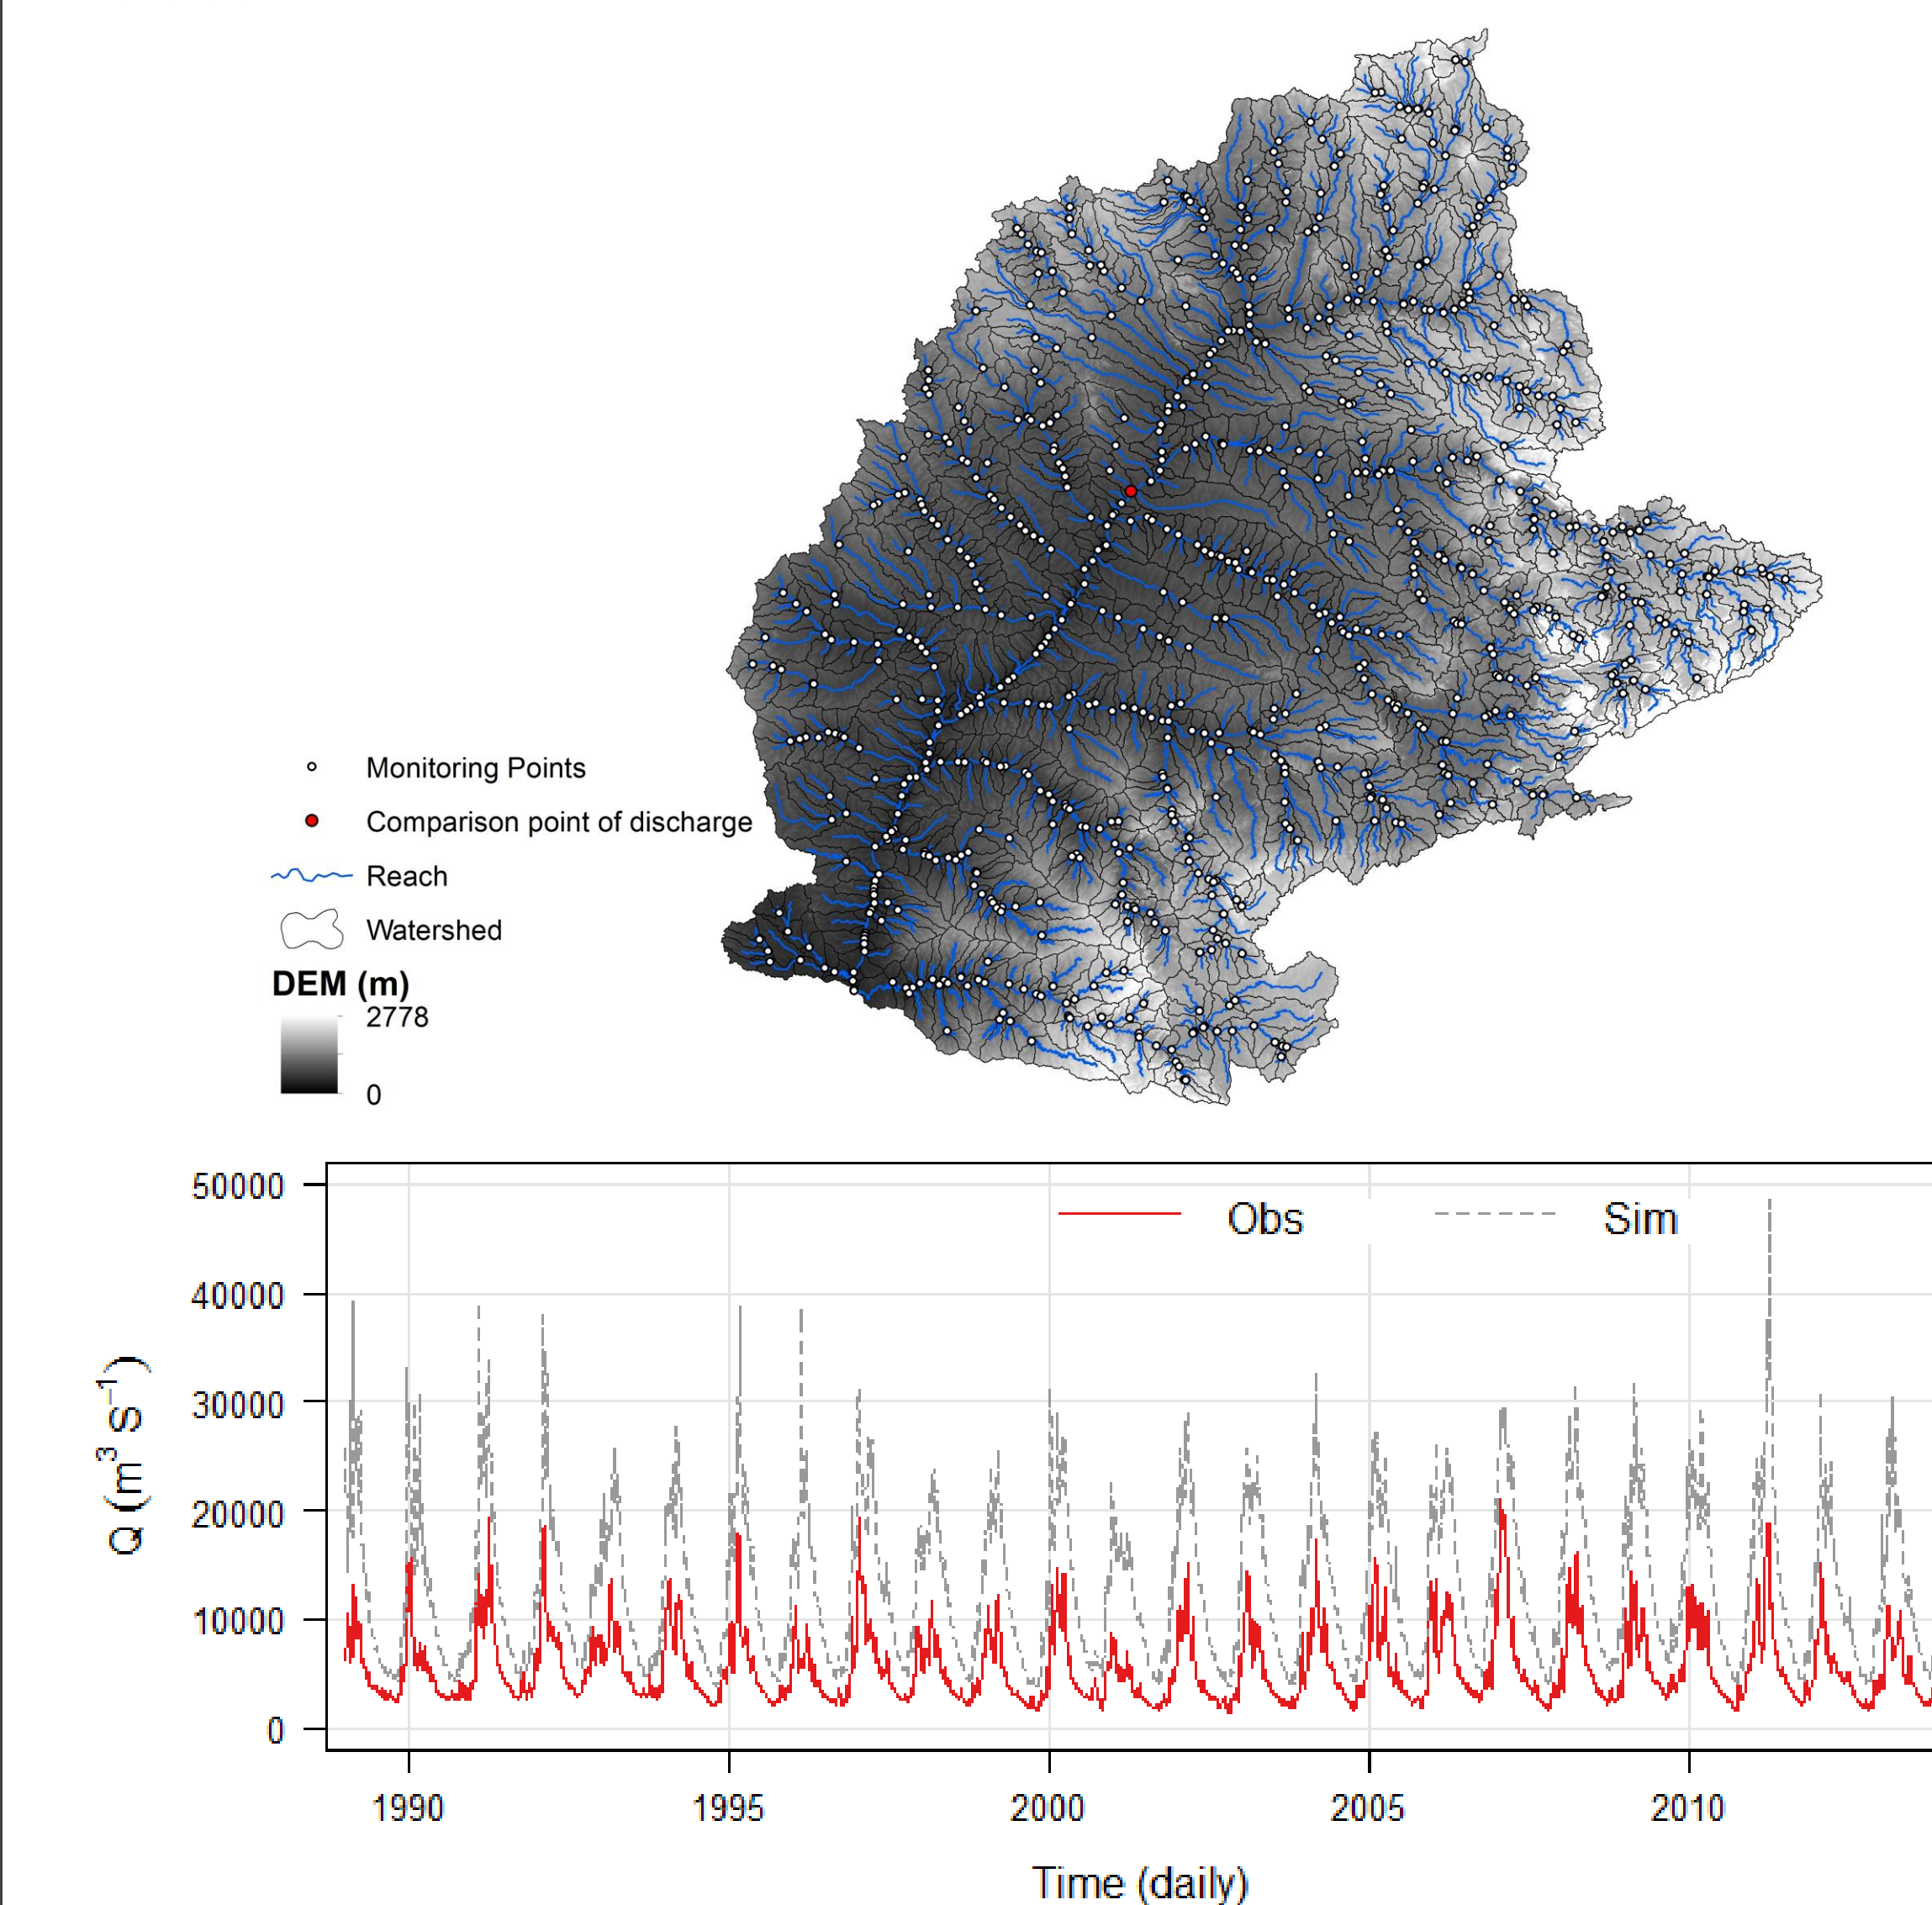 Monitoring Points
Comparison point of discharge
Reach
Watershed
DEM (m)
2778
0
50000
40000
30000
20000
10000
0
Q (m³ S⁻¹)
Obs
Sim
1990
1995
2000
2005
2010
Time (daily)